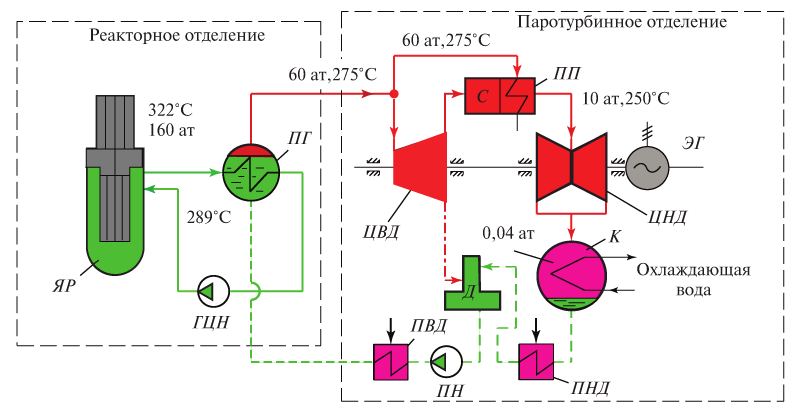 Реакторное отделение
Паротурбинное отделение
60 ат,275°С
60 ат,275°С
322°С
160 ат
ПГ
289°С
ЯР
ГЦН
С
ПП
10 ат,250°С
ЭГ
ЦВД
ЦНД
0,04 ат
К
Охлаждающая
вода
Д
ПВД
ПН
ПНД